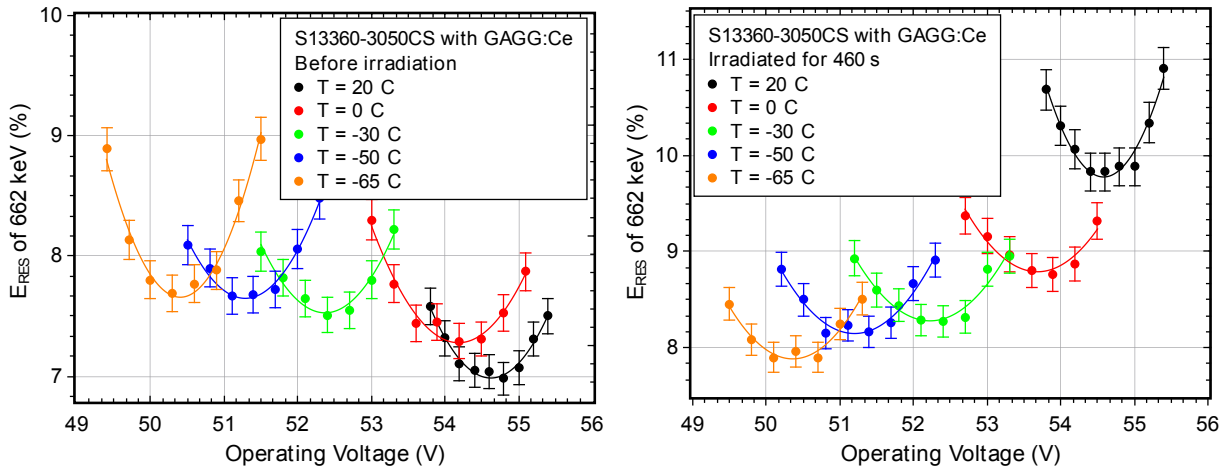 10
9
8
7
E_RES of 662 keV (%)
S13360-3050CS with GAGG:Ce
Before irradiation
T = 20 C
T = 0 C
T = -30 C
T = -50 C
T = -65 C
49 50 51 52 53 54 55 56
Operating Voltage (V)
11
10
9
8
E_RES of 662 keV (%)
S13360-3050CS with GAGG:Ce
Irradiated for 460 s
T = 20 C
T = 0 C
T = -30 C
T = -50 C
T = -65 C
49 50 51 52 53 54 55 56
Operating Voltage (V)